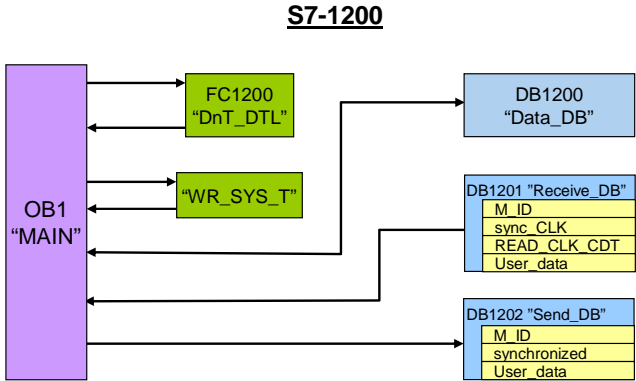 S7-1200
OB1
“MAIN”
FC1200
“DnT_DTL”
“WR_SYS_T”
DB1200
“Data_DB”
DB1201 "Receive_DB”
M_ID
sync_CLK
READ_CLK_CDT
User_data
DB1202 "Send_DB”
M_ID
synchronized
User_data